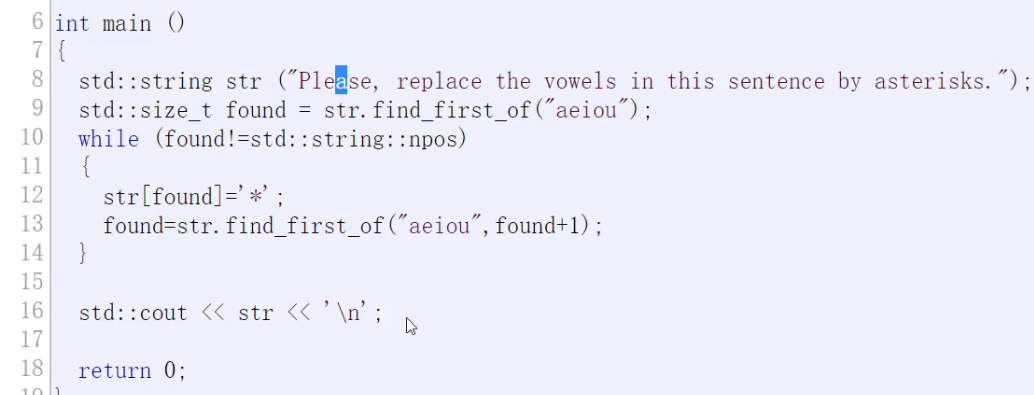 6 int main ()
7 {
8 std::string str ("Please, replace the vowels in this sentence by asterisks.");
9 std::size_t found = str.find_first_of("aeiou");
10 while (found!=std::string::npos)
11 {
12 str[found]='*';
13 found=str.find_first_of("aeiou",found+1);
14 }
15
16 std::cout << str << '\n';
17
18 return 0;